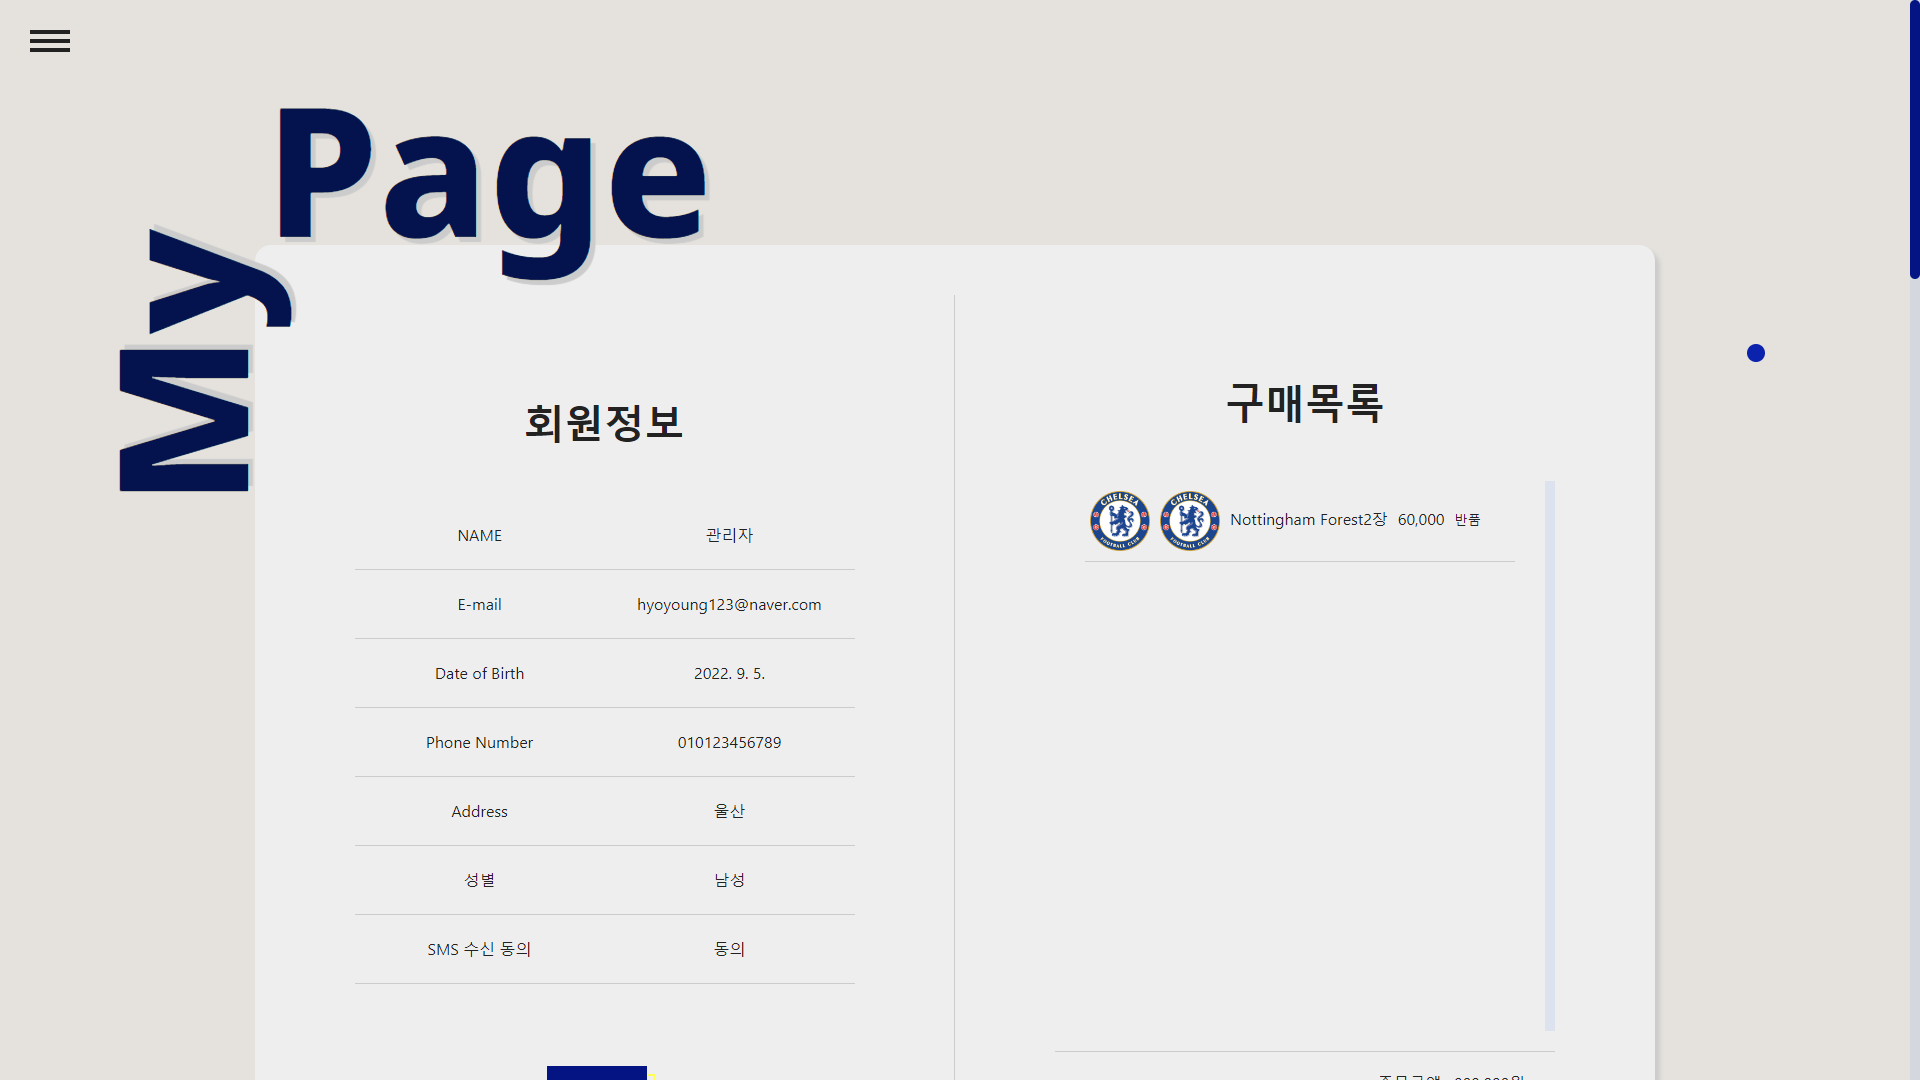 My
Page
회원정보
NAME 관리자
E-mail hyoyoung123@naver.com
Date of Birth 2022. 9. 5.
Phone Number 010123456789
Address 울산
성별 남성
SMS 수신 동의 동의
구매목록
CHELSEA FOOTBALL CLUB CHELSEA FOOTBALL CLUB Nottingham Forest2장 60,000 반품